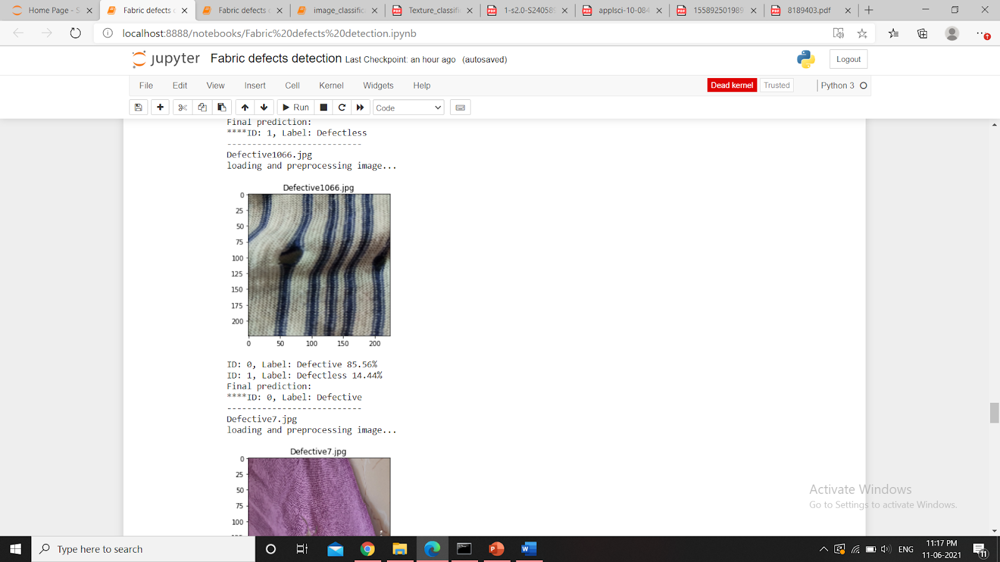 Home Page - S
Fabric defects c
Fabric defects c
image_classific
Texture_classifi
1-s2.0-S240589
applsci-10-084
155892501989
8189403.pdf
localhost:8888/notebooks/Fabric%20defects%20detection.ipynb
jupyter Fabric defects detection Last Checkpoint: an hour ago (autosaved)
Logout
File Edit View Insert Cell Kernel Widgets Help
Dead kernel Trusted Python 3
Run Code
Final prediction:
****ID: 1, Label: Defectless
---------------------------
Defective1066.jpg
loading and preprocessing image...
Defective1066.jpg
0
25
50
75
100
125
150
175
200
0 50 100 150 200
ID: 0, Label: Defective 85.56%
ID: 1, Label: Defectless 14.44%
Final prediction:
****ID: 0, Label: Defective
---------------------------
Defective7.jpg
loading and preprocessing image...
Defective7.jpg
0
25
50
75
100
Activate Windows
Go to Settings to activate Windows.
Type here to search
P
W
ENG
11:17 PM
11-06-2021
11